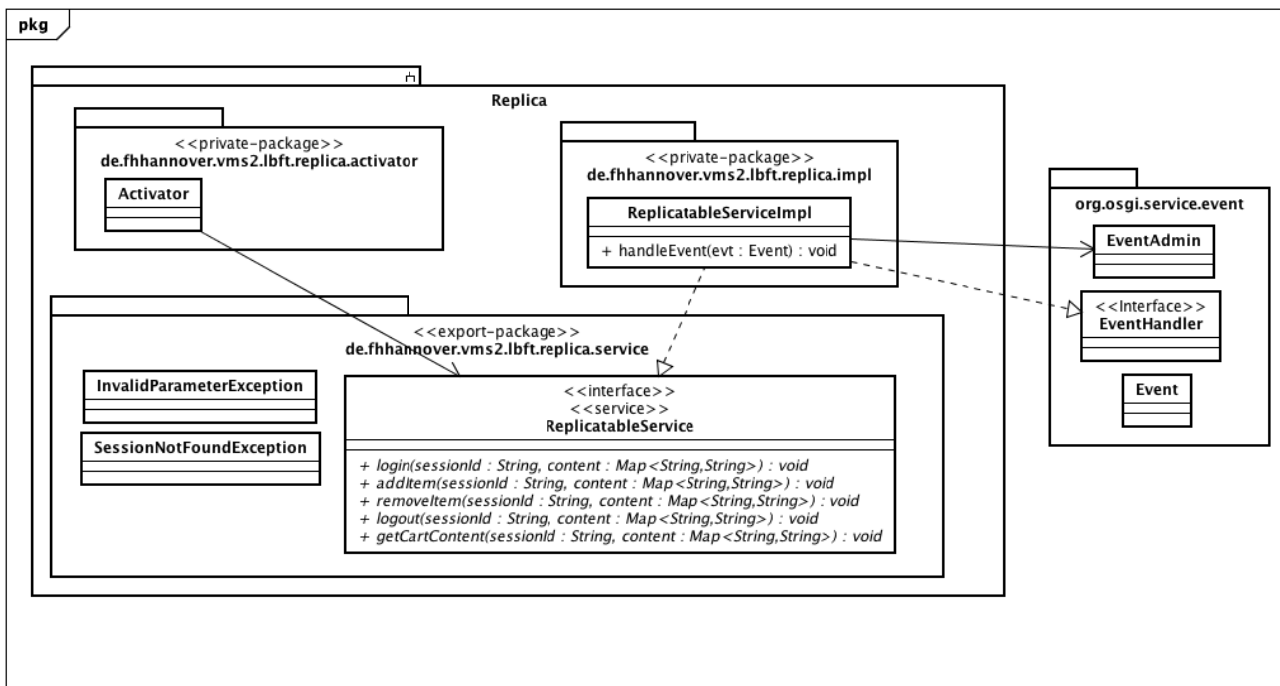 pkg
Replica
<<private-package>>
de.fhhannover.vms2.lbft.replica.activator
Activator
<<private-package>>
de.fhhannover.vms2.lbft.replica.impl
ReplicatableServiceImpl
+ handleEvent(evt : Event) : void
org.osgi.service.event
EventAdmin
<<Interface>>
EventHandler
Event
<<export-package>>
de.fhhannover.vms2.lbft.replica.service
InvalidParameterException
SessionNotFoundException
<<interface>>
<<service>>
ReplicatableService
+ login(sessionId : String, content : Map<String,String>) : void
+ addItem(sessionId : String, content : Map<String,String>) : void
+ removeItem(sessionId : String, content : Map<String,String>) : void
+ logout(sessionId : String, content : Map<String,String>) : void
+ getCartContent(sessionId : String, content : Map<String,String>) : void